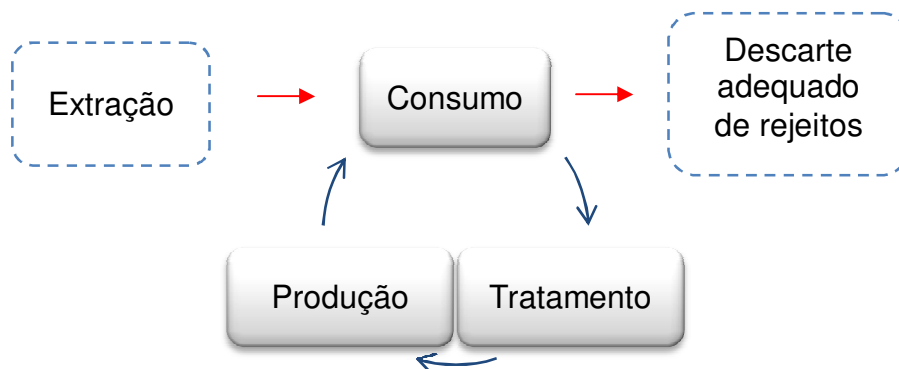 Extração
Consumo
Descarte
adequado
de rejeitos
Produção
Tratamento